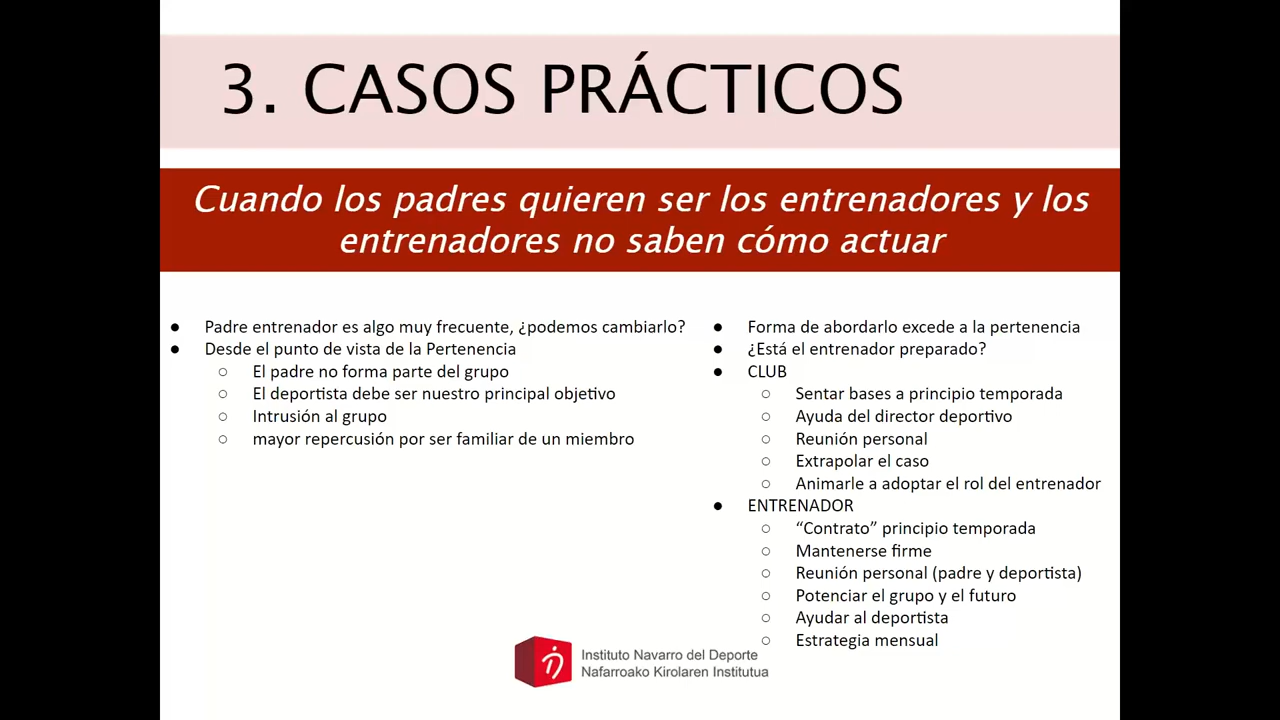 3. CASOS PRÁCTICOS
Cuando los padres quieren ser los entrenadores y los
entrenadores no saben cómo actuar
● Padre entrenador es algo muy frecuente, ¿podemos cambiarlo?
● Desde el punto de vista de la Pertenencia
○ El padre no forma parte del grupo
○ El deportista debe ser nuestro principal objetivo
○ Intrusión al grupo
○ mayor repercusión por ser familiar de un miembro
● Forma de abordarlo excede a la pertenencia
● ¿Está el entrenador preparado?
● CLUB
○ Sentar bases a principio temporada
○ Ayuda del director deportivo
○ Reunión personal
○ Extrapolar el caso
○ Animarle a adoptar el rol del entrenador
● ENTRENADOR
○ “Contrato” principio temporada
○ Mantenerse firme
○ Reunión personal (padre y deportista)
○ Potenciar el grupo y el futuro
○ Ayudar al deportista
○ Estrategia mensual
Instituto Navarro del Deporte
Nafarroako Kirolaren Institutua